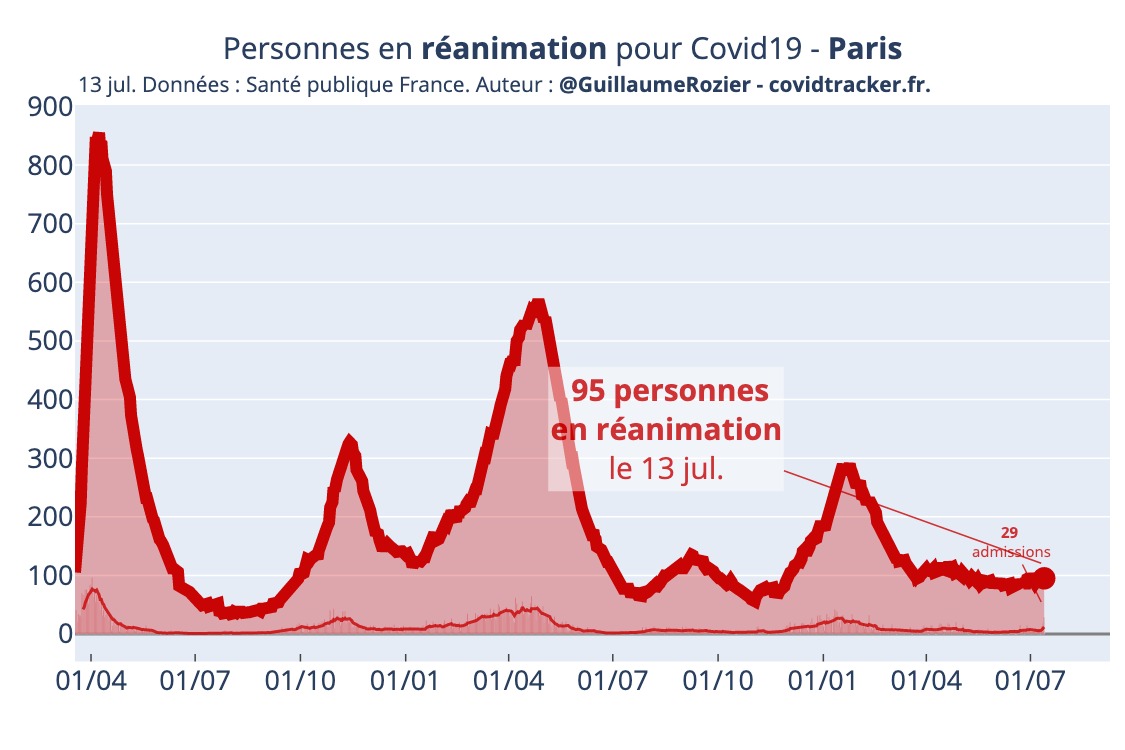 Personnes en réanimation pour Covid19 - Paris
13 jul. Données : Santé publique France. Auteur : @GuillaumeRozier - covidtracker.fr.
900
800
700
600
500
400
300
200
100
0
95 personnes
en réanimation
le 13 jul.
29
admissions
01/04 01/07 01/10 01/01 01/04 01/07 01/10 01/01 01/04 01/07